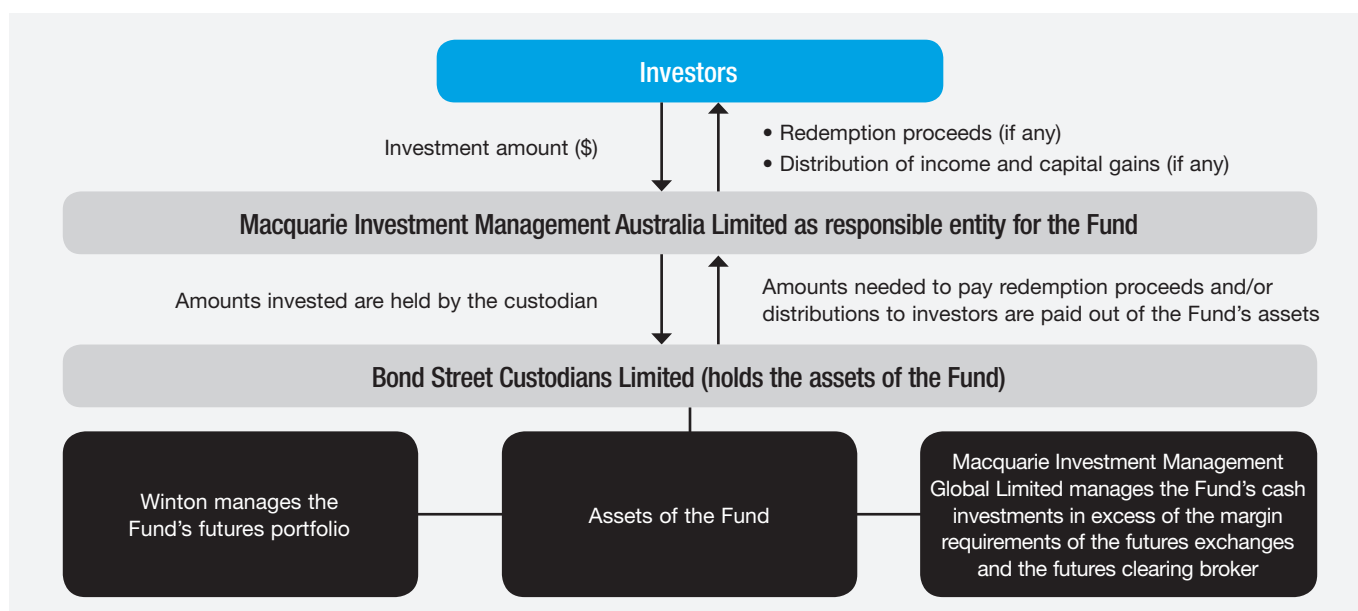 Investors
Investment amount ($)
• Redemption proceeds (if any)
• Distribution of income and capital gains (if any)
Macquarie Investment Management Australia Limited as responsible entity for the Fund
Amounts invested are held by the custodian
Amounts needed to pay redemption proceeds and/or
distributions to investors are paid out of the Fund's assets
Bond Street Custodians Limited (holds the assets of the Fund)
Winton manages the
Fund's futures portfolio
Assets of the Fund
Macquarie Investment Management
Global Limited manages the Fund's cash
investments in excess of the margin
requirements of the futures exchanges
and the futures clearing broker